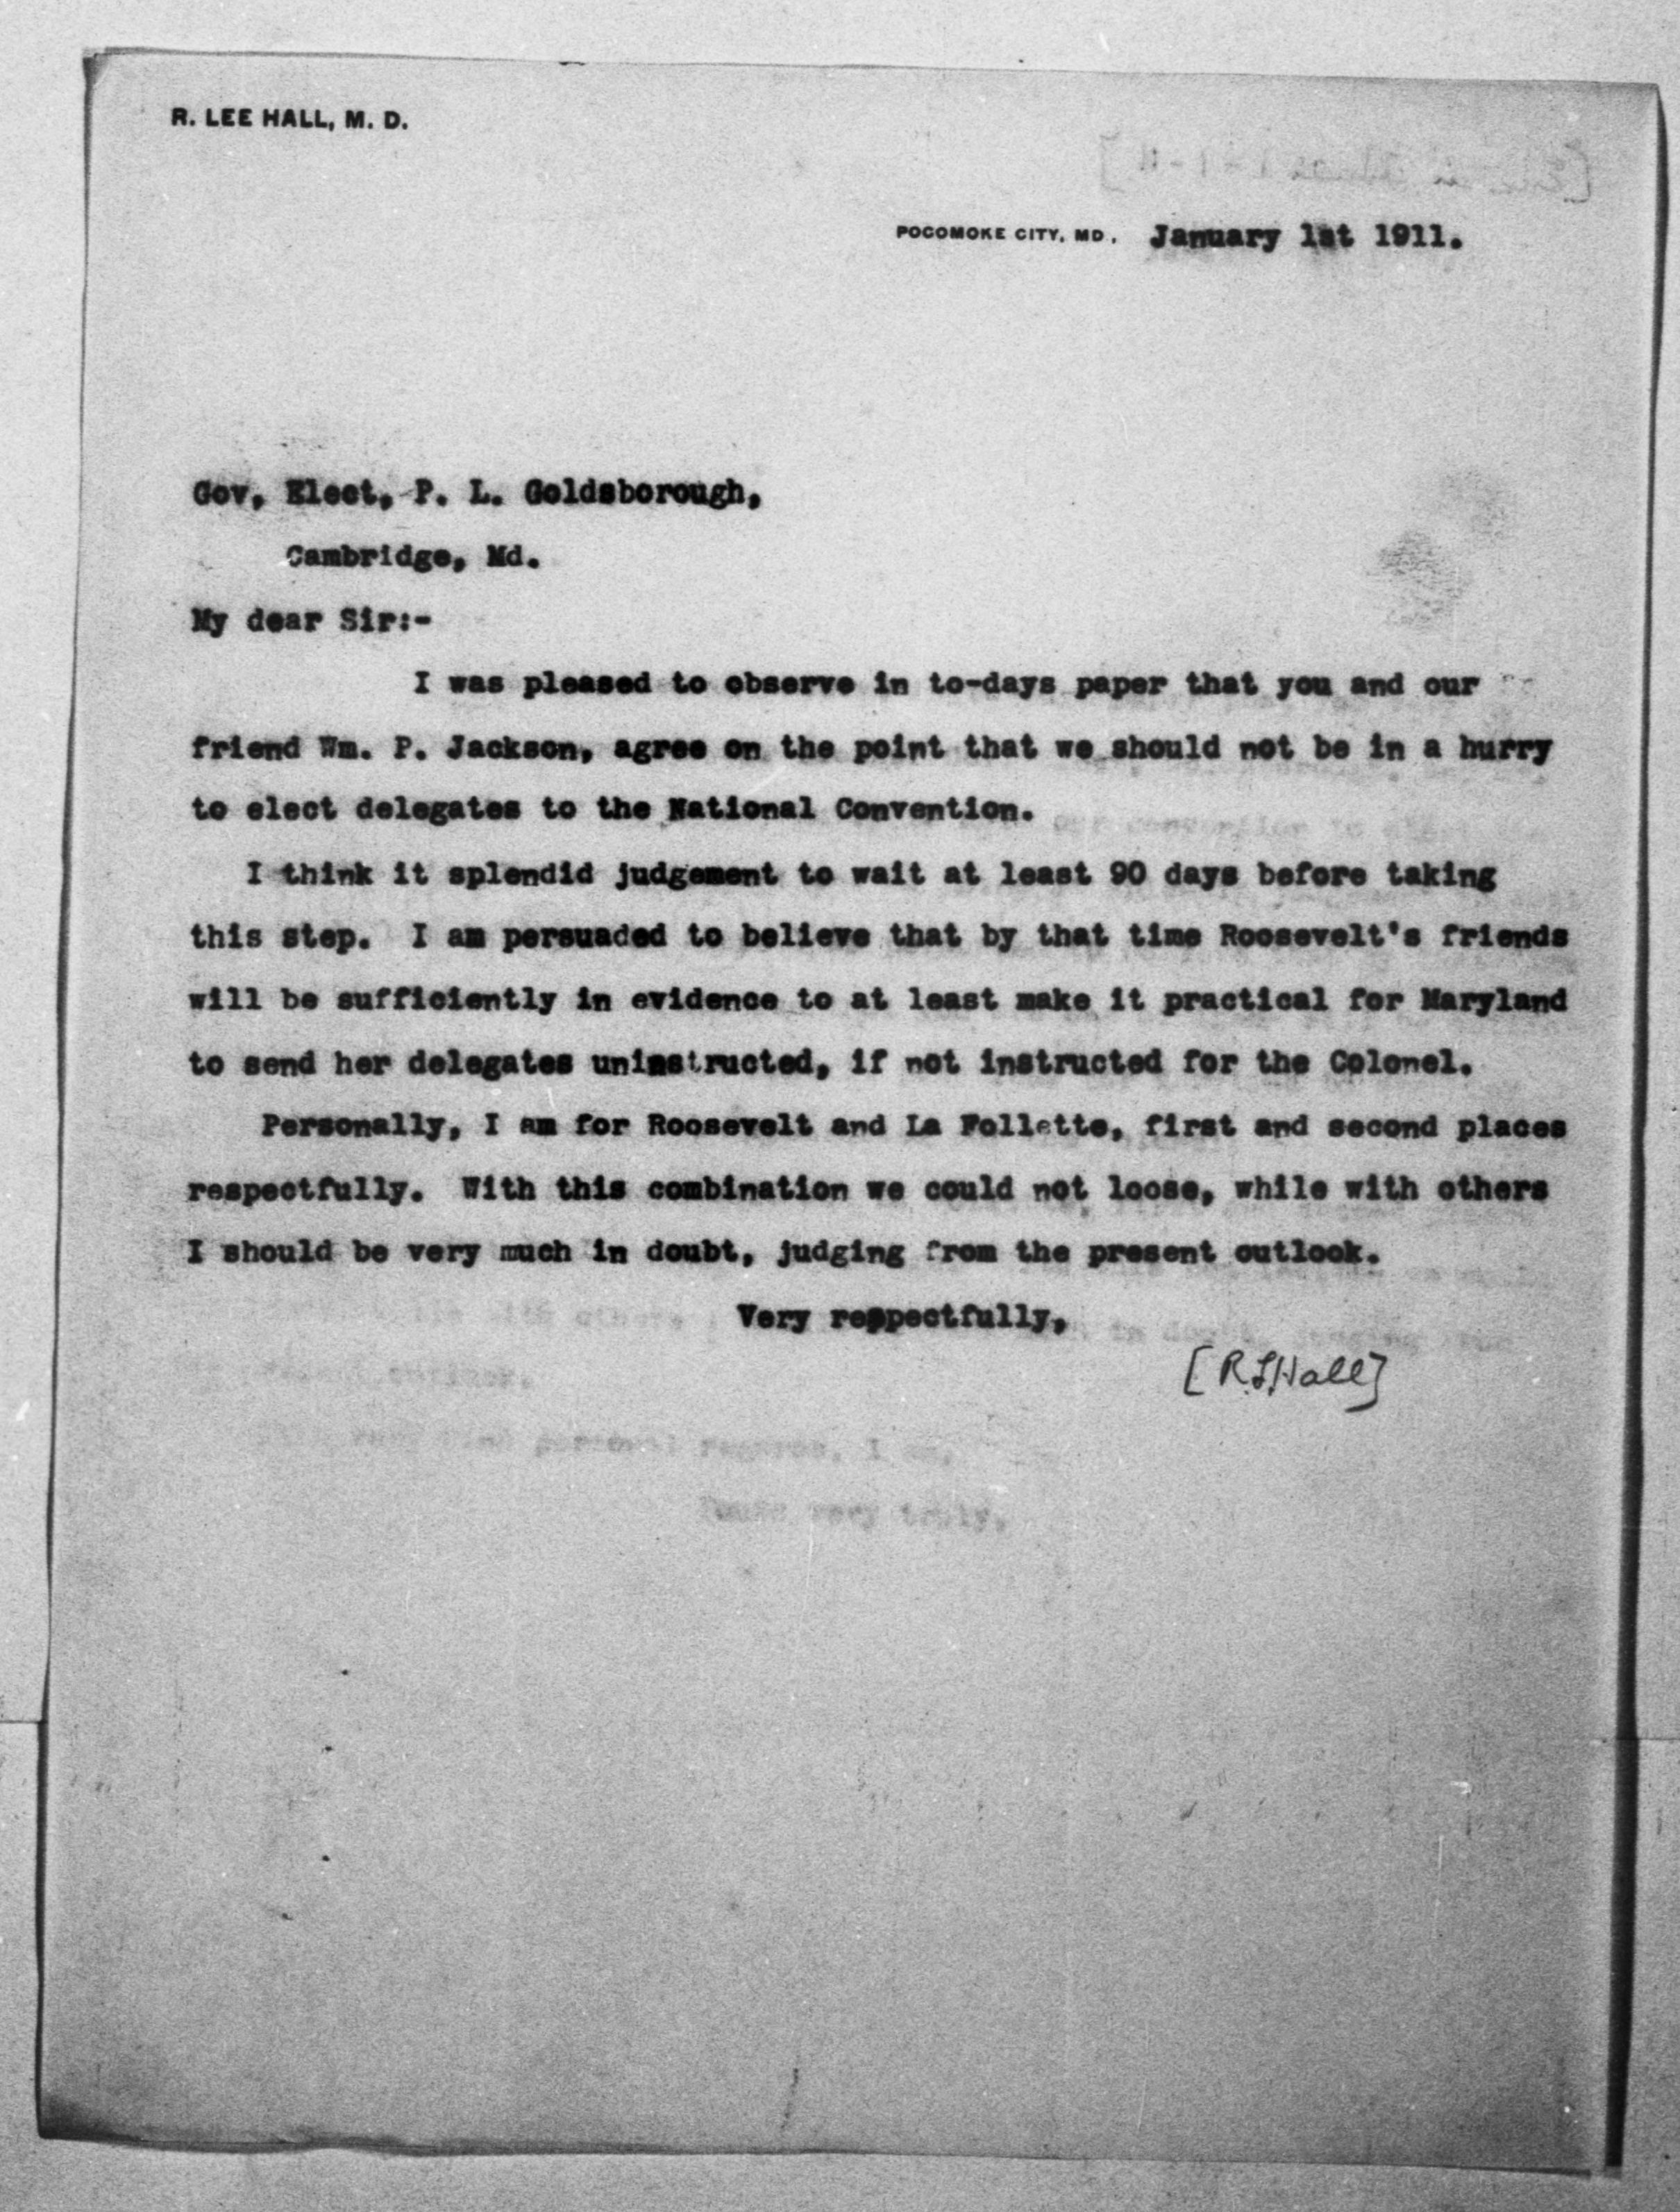 R. LEE HALL, M. D.
POCOMOKE CITY, MD. January 1st 1911.
Gov, Elect, P. L. Goldsborough,
Cambridge, Md.
My dear Sir:-
I was pleased to observe in to-days paper that you and our
friend Wm. P. Jackson, agree on the point that we should not be in a hurry
to elect delegates to the National Convention.
I think it splendid judgement to wait at least 90 days before taking
this step. I am persuaded to believe that by that time Roosevelt's friends
will be sufficiently in evidence to at least make it practical for Maryland
to send her delegates uninstructed, if not instructed for the Colonel.
Personally, I am for Roosevelt and La Follette, first and second places
respectfully. With this combination we could not loose, while with others
I should be very much in doubt, judging from the present outlook.
Very respectfully,
[R.L.Hall]